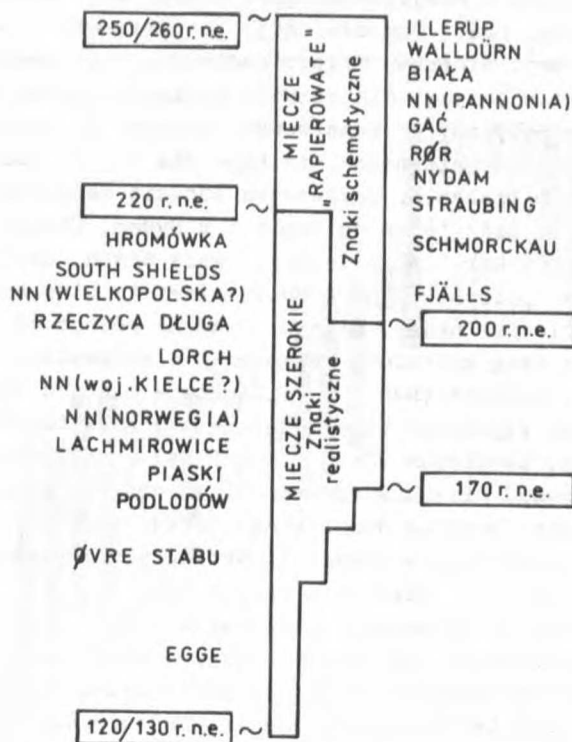 250/260 r. n.e. ~
220 r. n.e. ~
HROMÓWKA
SOUTH SHIELDS
NN (WIELKOPOLSKA?)
RZECZYCA DŁUGA
LORCH
NN (woj. KIELCE?)
NN (NORWEGIA)
LACHMIROWICE
PIASKI
PODLODÓW
ØVRE STABU
EGGE
120/130 r. n.e. ~
MIECZE
"RAPIEROWANE"
Znaki schematyczne
MIECZE SZEROKIE
Znaki
realistyczne
ILLERUP
WALLDÜRN
BIAŁA
NN (PANNONIA)
GAĆ
RØR
NYDAM
STRAUBING
SCHMORCKAU
FJÄLLS
~ 200 r. n.e.
~ 170 r. n.e.